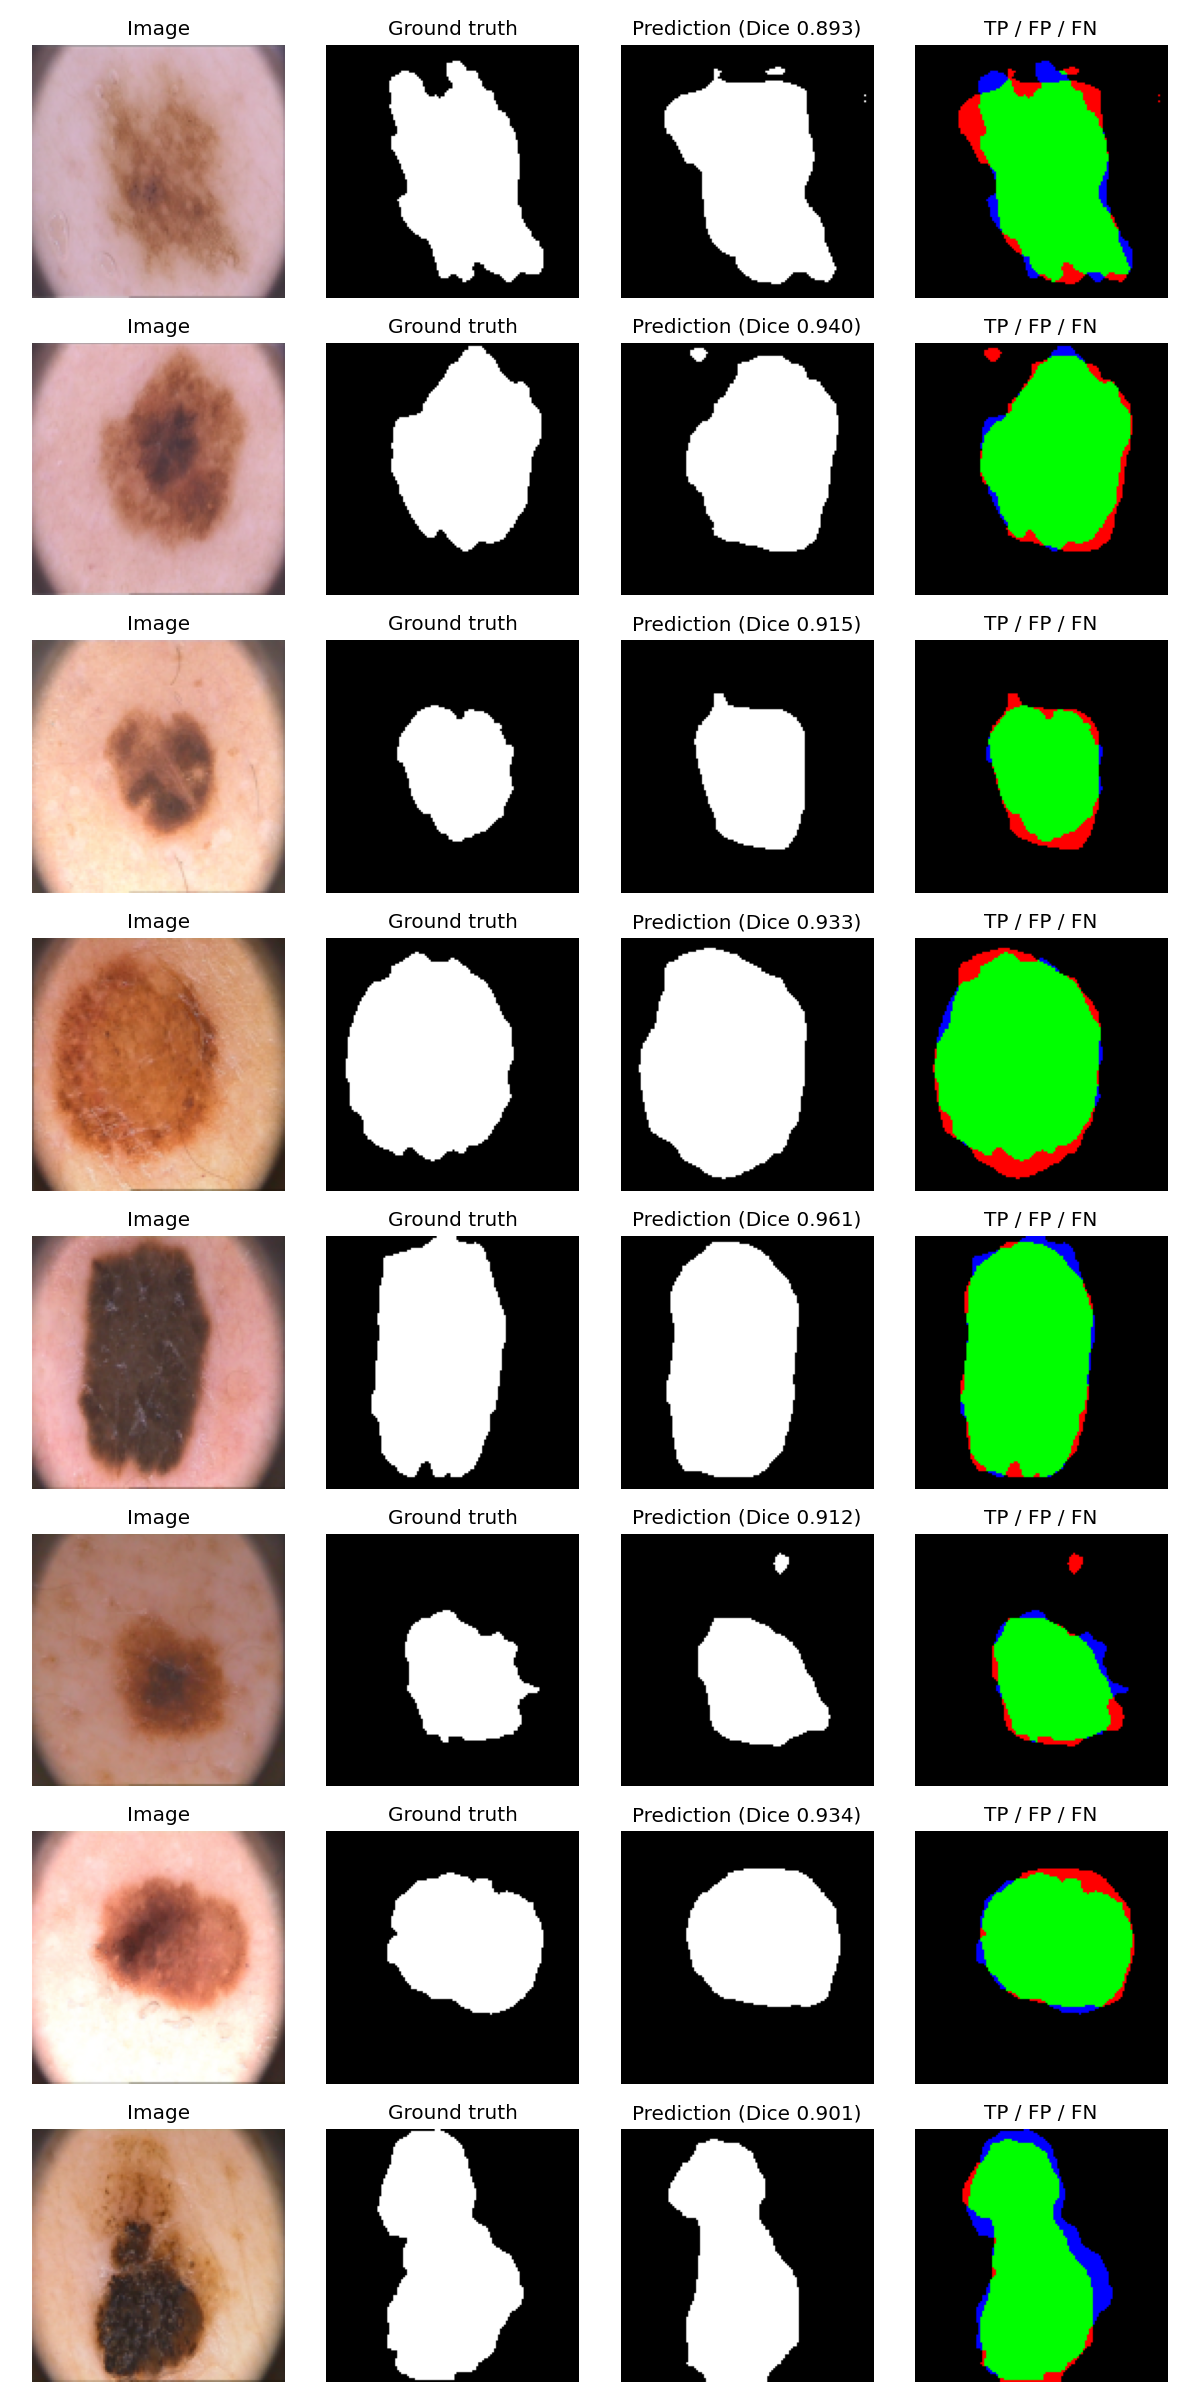 Image Ground truth Prediction (Dice 0.893) TP / FP / FN
Image Ground truth Prediction (Dice 0.940) TP / FP / FN
Image Ground truth Prediction (Dice 0.915) TP / FP / FN
Image Ground truth Prediction (Dice 0.933) TP / FP / FN
Image Ground truth Prediction (Dice 0.961) TP / FP / FN
Image Ground truth Prediction (Dice 0.912) TP / FP / FN
Image Ground truth Prediction (Dice 0.934) TP / FP / FN
Image Ground truth Prediction (Dice 0.901) TP / FP / FN